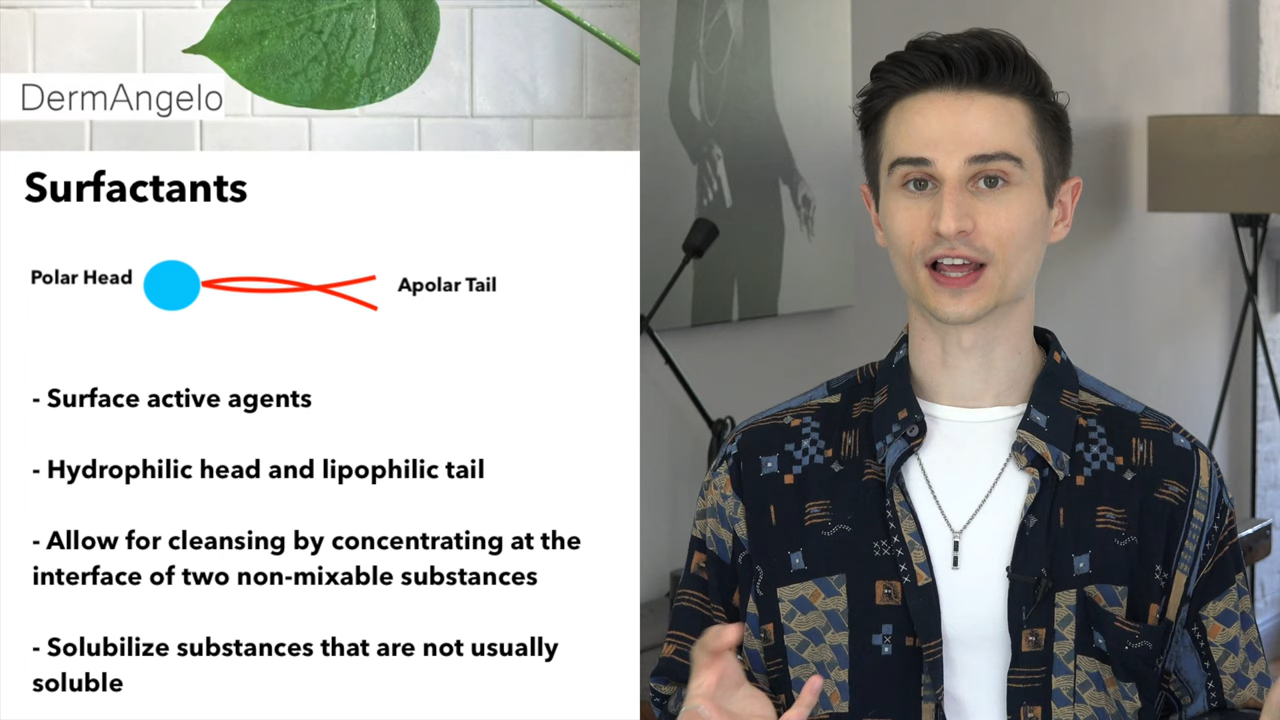 DermAngelo
Surfactants
Polar Head
Apolar Tail
- Surface active agents
- Hydrophilic head and lipophilic tail
- Allow for cleansing by concentrating at the
interface of two non-mixable substances
- Solubilize substances that are not usually
soluble